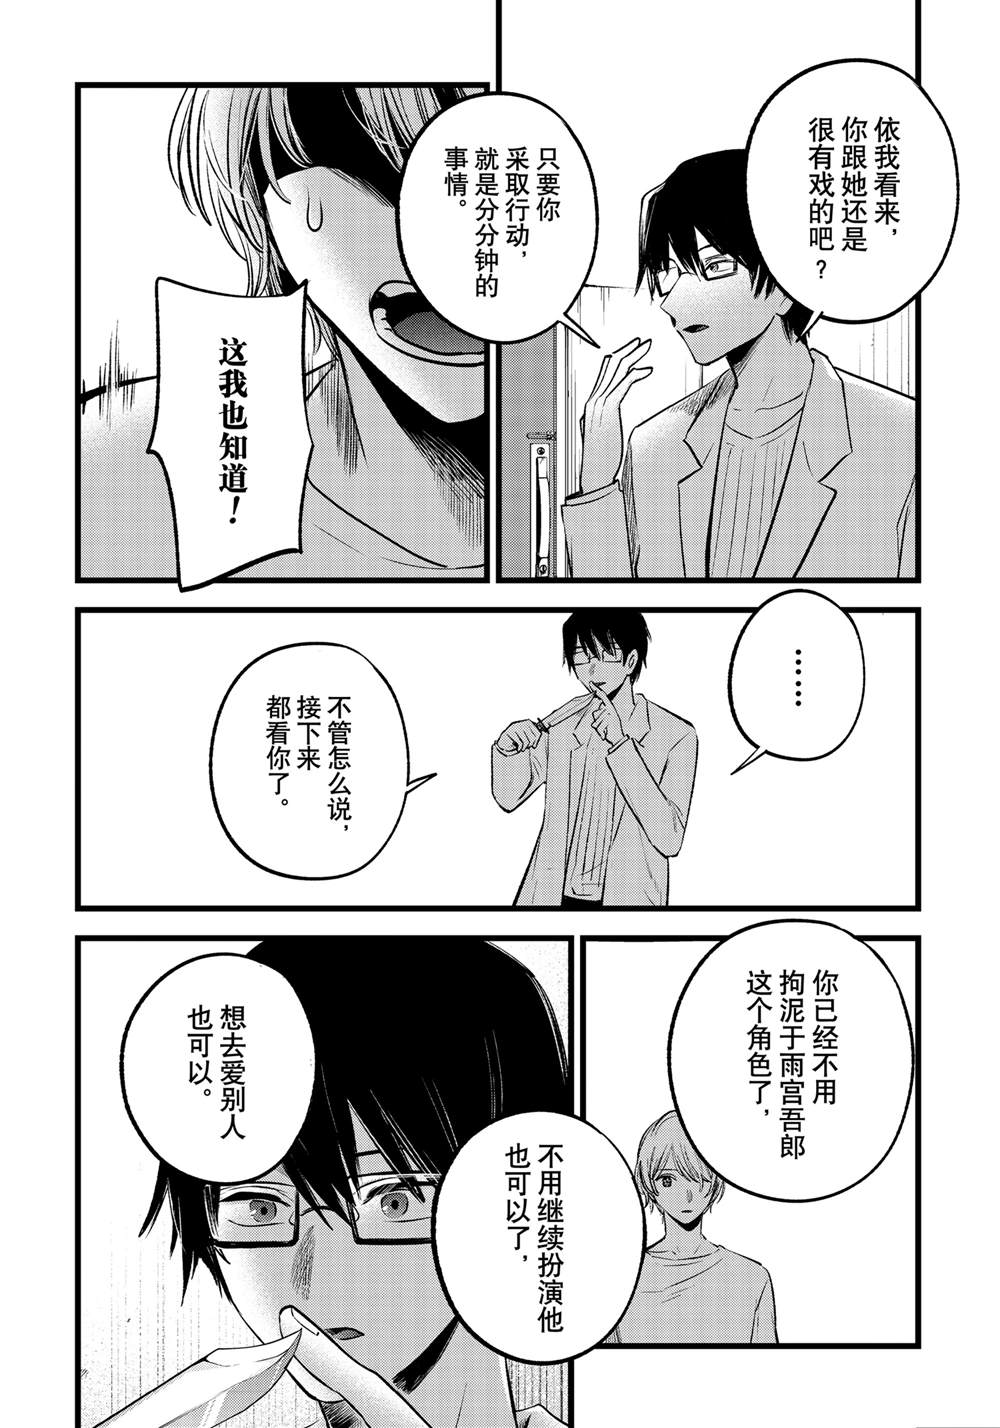 依我看来，
你跟她还是
很有戏的吧？
只要你
采取行动，
就是分分钟的
事情。
这我也知道！
……
不管怎么说，
接下来
都看你了。
你已经不用
拘泥于雨宫吾郎
这个角色了，
不用继续扮演他
也可以了，
想去爱别人
也可以。